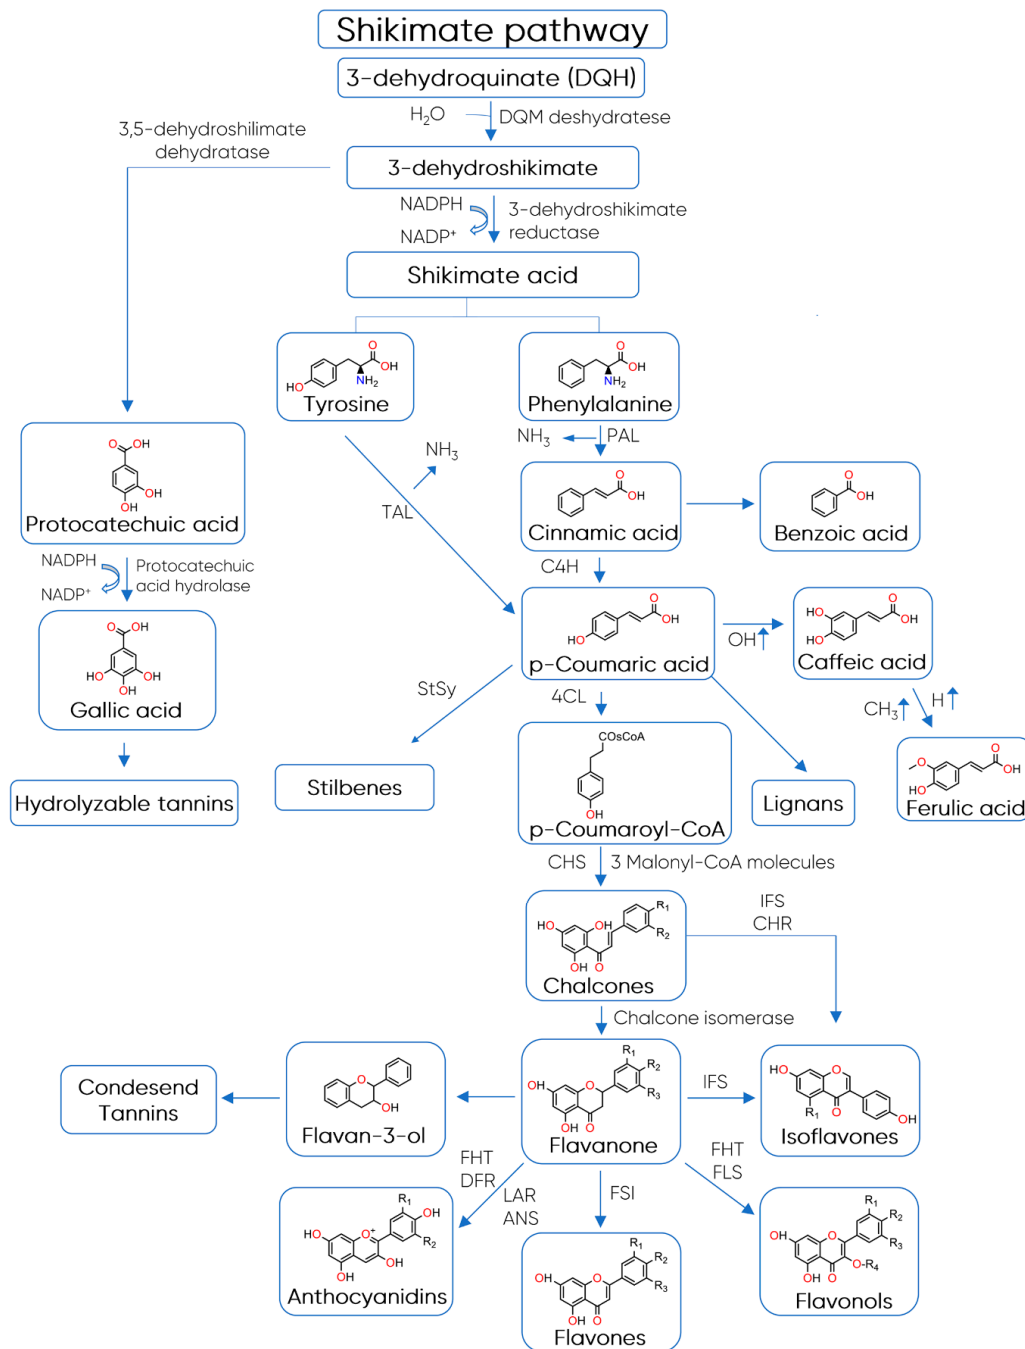 Shikimate pathway
3-dehydroquinate (DQH)
H₂O
DQM deshydratese
3,5-dehydroshilimate
dehydratase
3-dehydroshikimate
NADPH
NADP⁺
3-dehydroshikimate
reductase
Shikimate acid
O
OH
NH₂
HO
Tyrosine
O
OH
NH₂
Phenylalanine
NH₃
PAL
NH₃
TAL
O
OH
OH
OH
Protocatechuic acid
O
OH
Cinnamic acid
O
OH
Benzoic acid
NADPH
NADP⁺
Protocatechuic
acid hydrolase
C4H
O
OH
HO
OH
OH
Gallic acid
O
OH
HO
p-Coumaric acid
OH
HO
HO
O
OH
Caffeic acid
StSy
4CL
CH₃
H
Hydrolyzable tannins
Stilbenes
COsCoA
OH
p-Coumaroyl-CoA
Lignans
O
O
OH
HO
Ferulic acid
CHS
3 Malonyl-CoA molecules
HO
OH
R₁
R₂
OH
O
Chalcones
IFS
CHR
Chalcone isomerase
Condesend
Tannins
O
OH
Flavan-3-ol
R₁
R₂
R₃
HO
O
OH
O
Flavanone
IFS
HO
O
R₁
O
OH
Isoflavones
FHT
DFR
LAR
ANS
FSI
FHT
FLS
R₁
OH
R₂
HO
O⁺
OH
OH
Anthocyanidins
R₁
R₂
R₃
HO
O
OH
O
Flavones
R₁
R₂
R₃
HO
O
O-R₄
OH
O
Flavonols